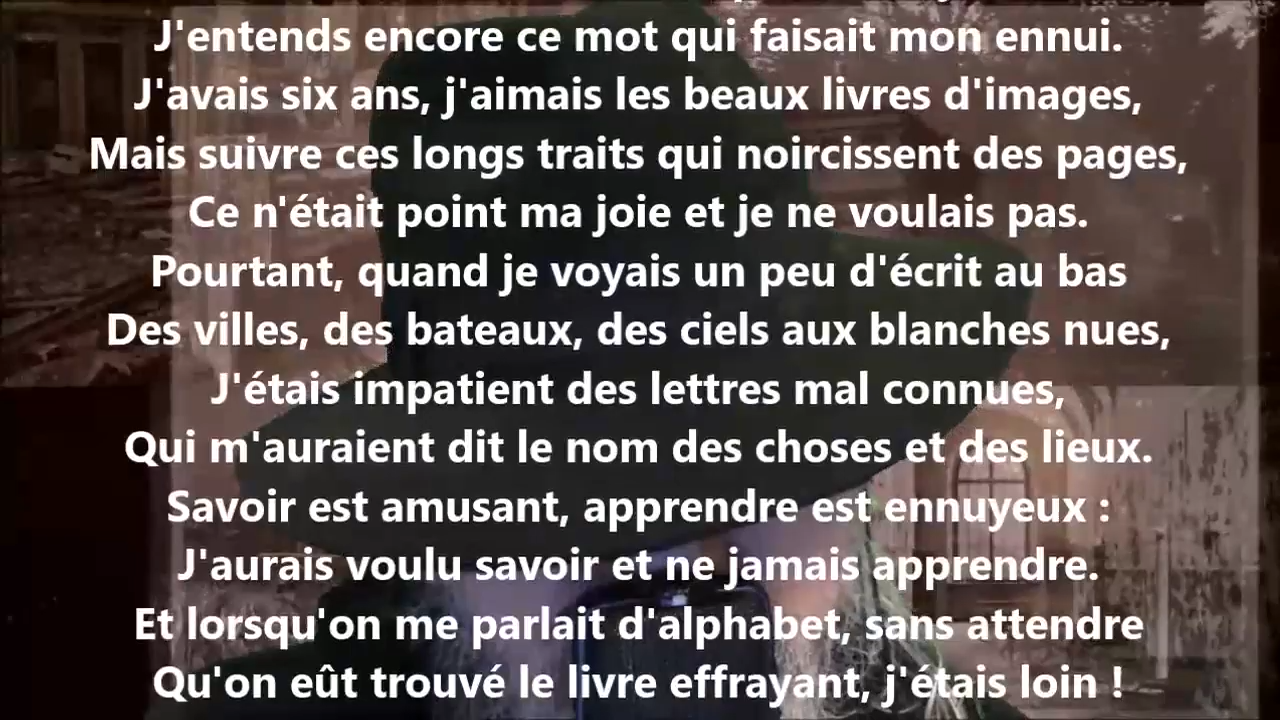 J'entends encore ce mot qui faisait mon ennui.
J'avais six ans, j'aimais les beaux livres d'images,
Mais suivre ces longs traits qui noircissent des pages,
Ce n'était point ma joie et je ne voulais pas.
Pourtant, quand je voyais un peu d'écrit au bas
Des villes, des bateaux, des ciels aux blanches nues,
J'étais impatient des lettres mal connues,
Qui m'auraient dit le nom des choses et des lieux.
Savoir est amusant, apprendre est ennuyeux :
J'aurais voulu savoir et ne jamais apprendre.
Et lorsqu'on me parlait d'alphabet, sans attendre
Qu'on eût trouvé le livre effrayant, j'étais loin !